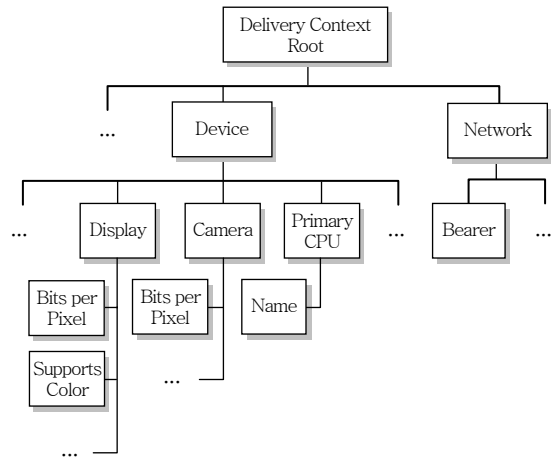 Delivery Context
Root
...
Device
Network
...
Display
Camera
Primary
CPU
...
Bearer
...
Bits per
Pixel
Bits per
Pixel
Name
Supports
Color
...
...